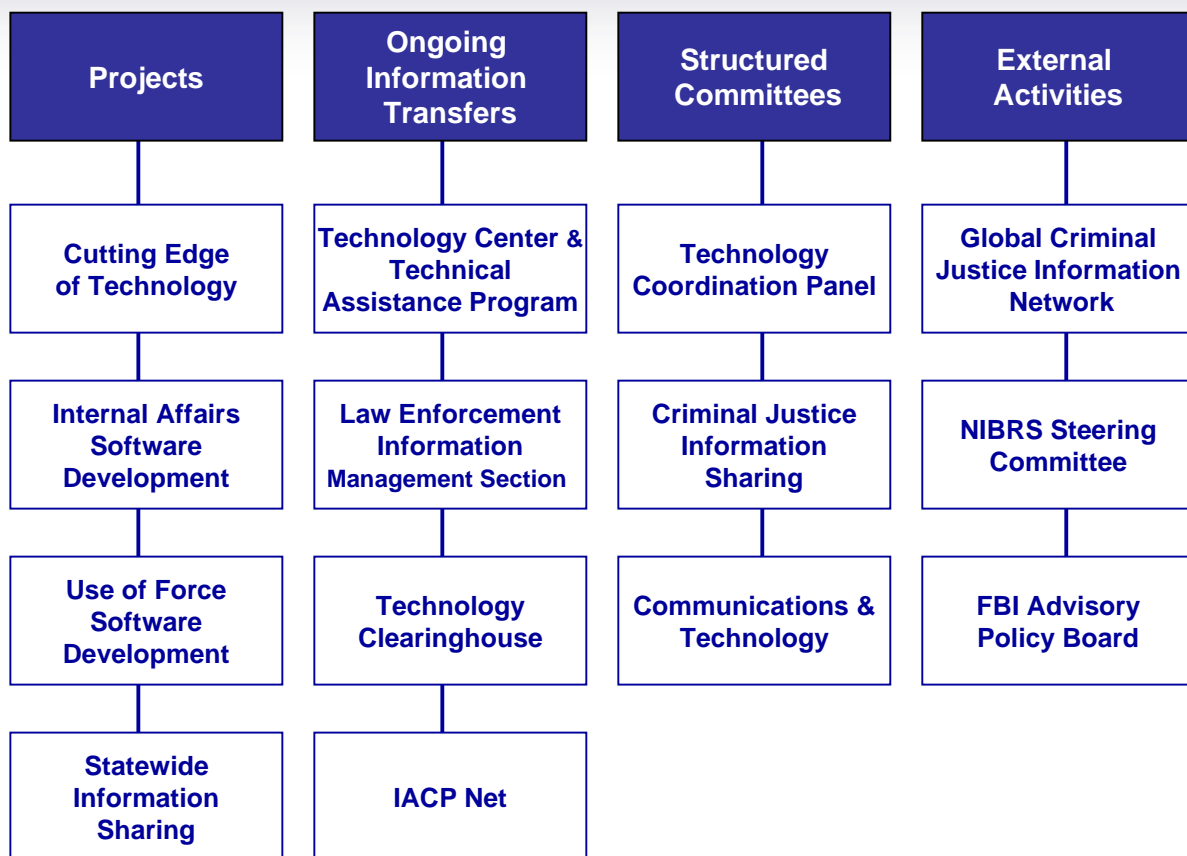 Projects
Ongoing
Information
Transfers
Structured
Committees
External
Activities
Cutting Edge
of Technology
Technology Center &
Technical
Assistance Program
Technology
Coordination Panel
Global Criminal
Justice Information
Network
Internal Affairs
Software
Development
Law Enforcement
Information
Management Section
Criminal Justice
Information
Sharing
NIBRS Steering
Committee
Use of Force
Software
Development
Technology
Clearinghouse
Communications &
Technology
FBI Advisory
Policy Board
Statewide
Information
Sharing
IACP Net